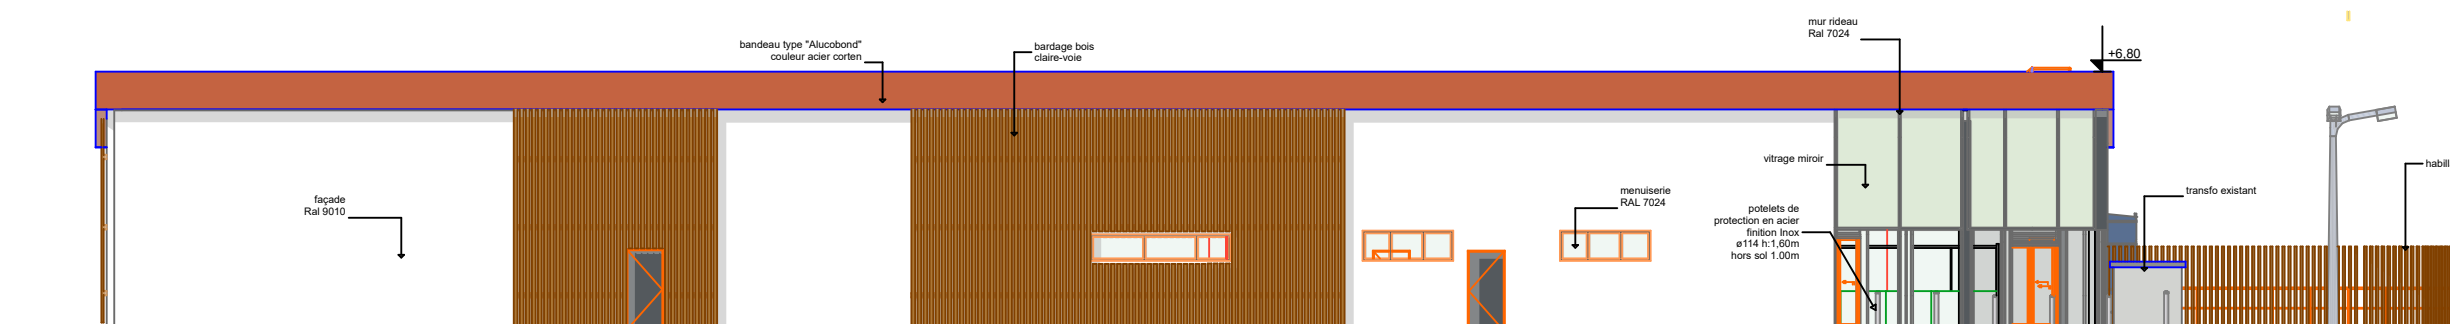 bandeau type "Alucobond"
couleur acier corten
bardage bois
claire-voie
mur rideau
Ral 7024
+6,80
façade
Ral 9010
menuiserie
RAL 7024
vitrage miroir
potelets de
protection en acier
finition Inox
ø114 h:1,60m
hors sol 1.00m
transfo existant
habill